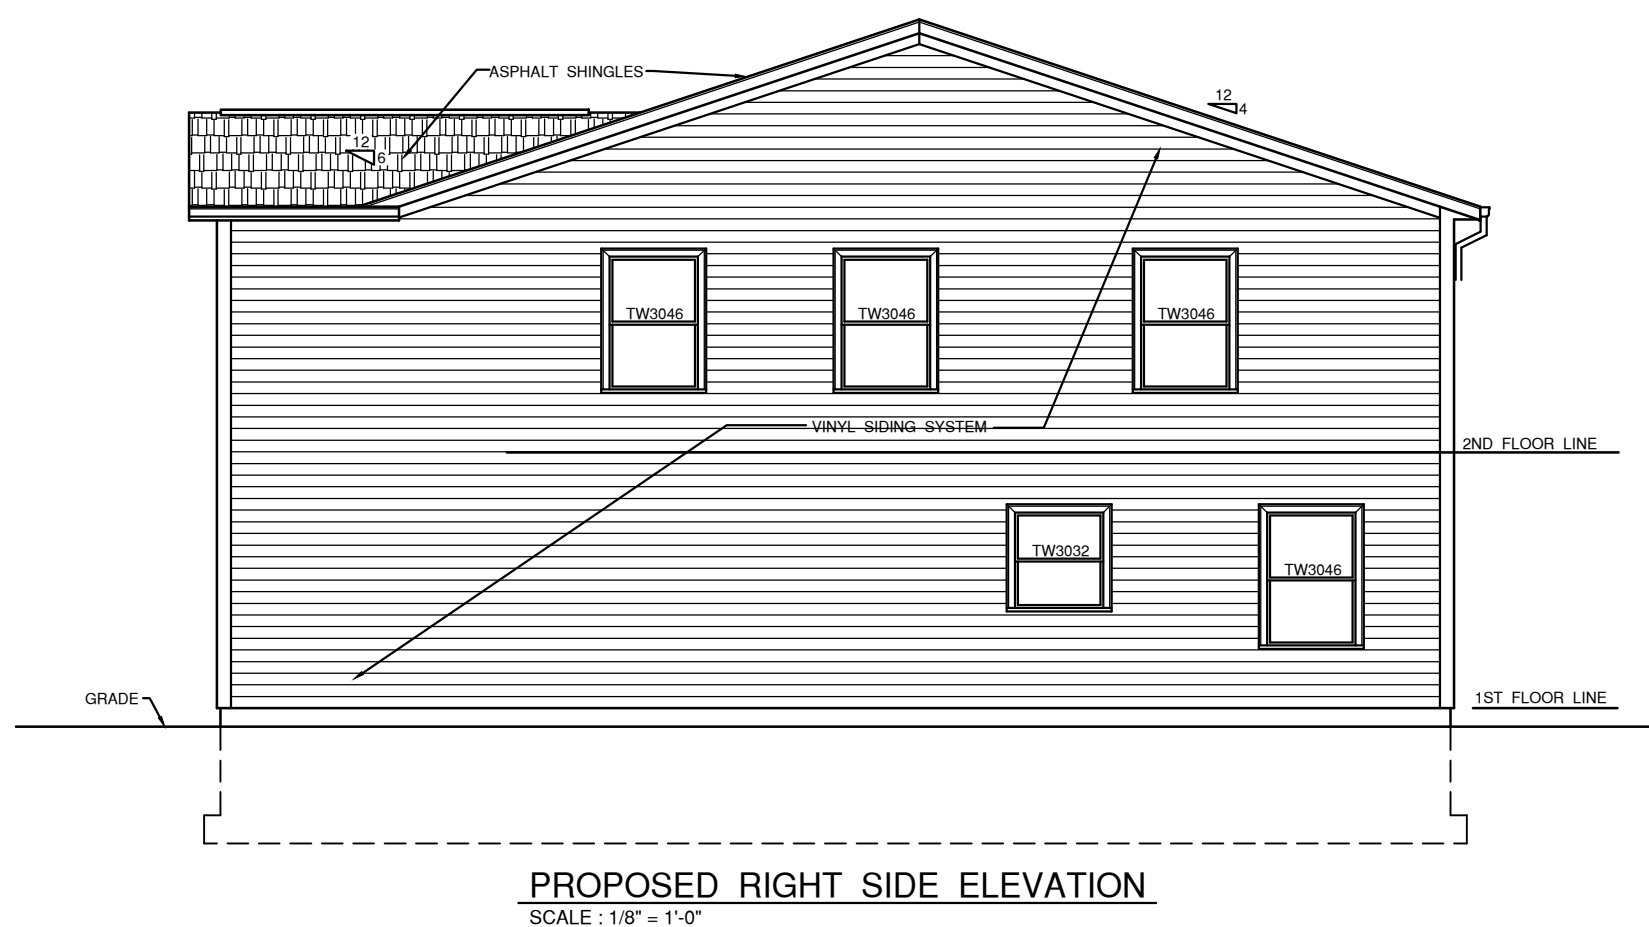 ASPHALT SHINGLES
12
4
12
6
TW3046
TW3046
TW3046
VINYL SIDING SYSTEM
2ND FLOOR LINE
TW3032
TW3046
GRADE
1ST FLOOR LINE
PROPOSED RIGHT SIDE ELEVATION
SCALE : 1/8" = 1'-0"